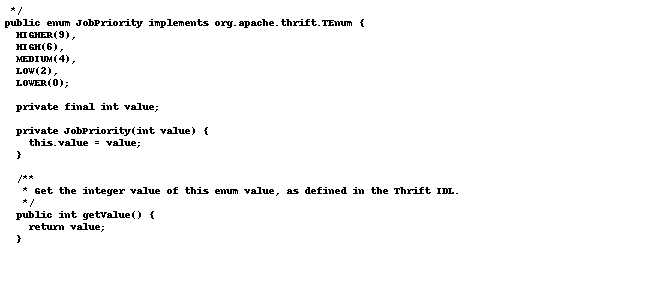 */
public enum JobPriority implements org.apache.thrift.TEnum {
  HIGHER(9),
  HIGH(6),
  MEDIUM(4),
  LOW(2),
  LOWER(0);

  private final int value;

  private JobPriority(int value) {
    this.value = value;
  }

  /**
   * Get the integer value of this enum value, as defined in the Thrift IDL.
   */
  public int getValue() {
    return value;
  }